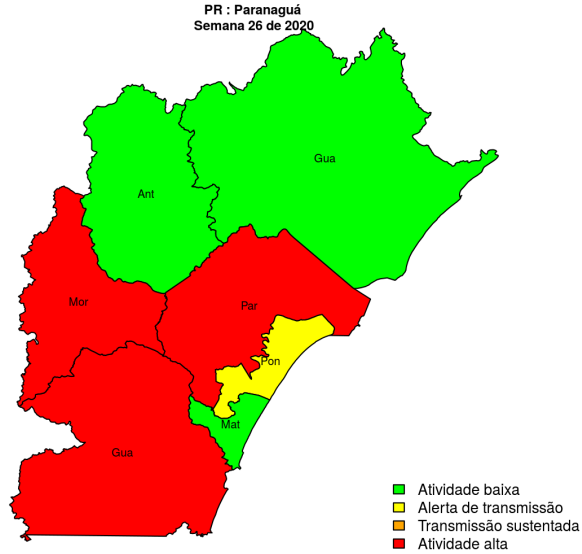 PR : Paranaguá
Semana 26 de 2020
Gua
Ant
Mor
Par
Pon
Mat
Gua
Atividade baixa
Alerta de transmissão
Transmissão sustentada
Atividade alta